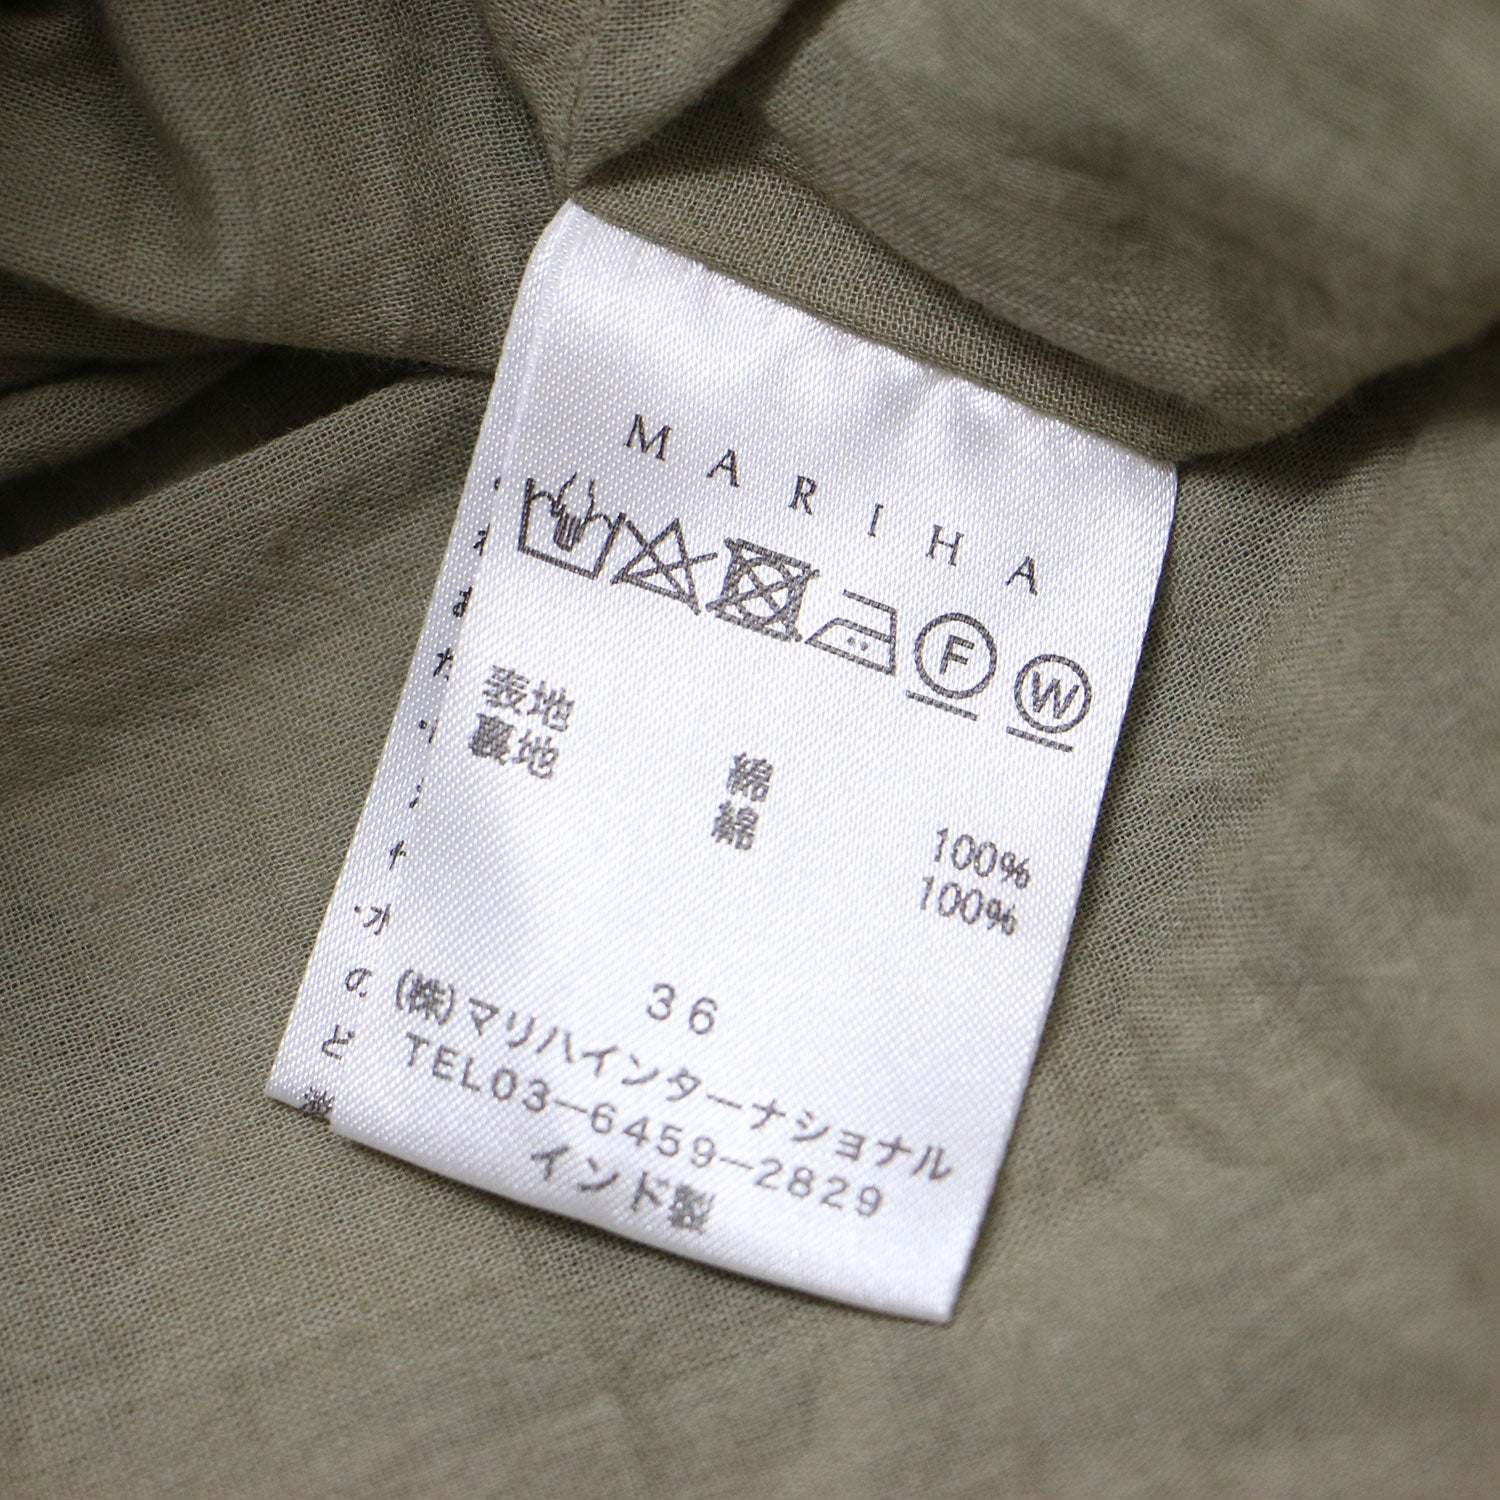 MARIHA
F W
表地 綿 100%
裏地 綿 100%
36
(株)マリハインターナショナル
TEL03-6459-2829
インド製